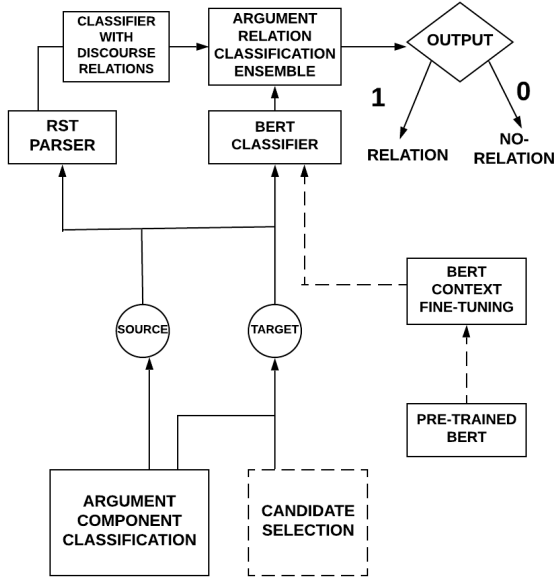 CLASSIFIER
WITH
DISCOURSE
RELATIONS
ARGUMENT
RELATION
CLASSIFICATION
ENSEMBLE
OUTPUT
1
0
RST
PARSER
BERT
CLASSIFIER
RELATION
NO-
RELATION
BERT
CONTEXT
FINE-TUNING
SOURCE
TARGET
PRE-TRAINED
BERT
ARGUMENT
COMPONENT
CLASSIFICATION
CANDIDATE
SELECTION